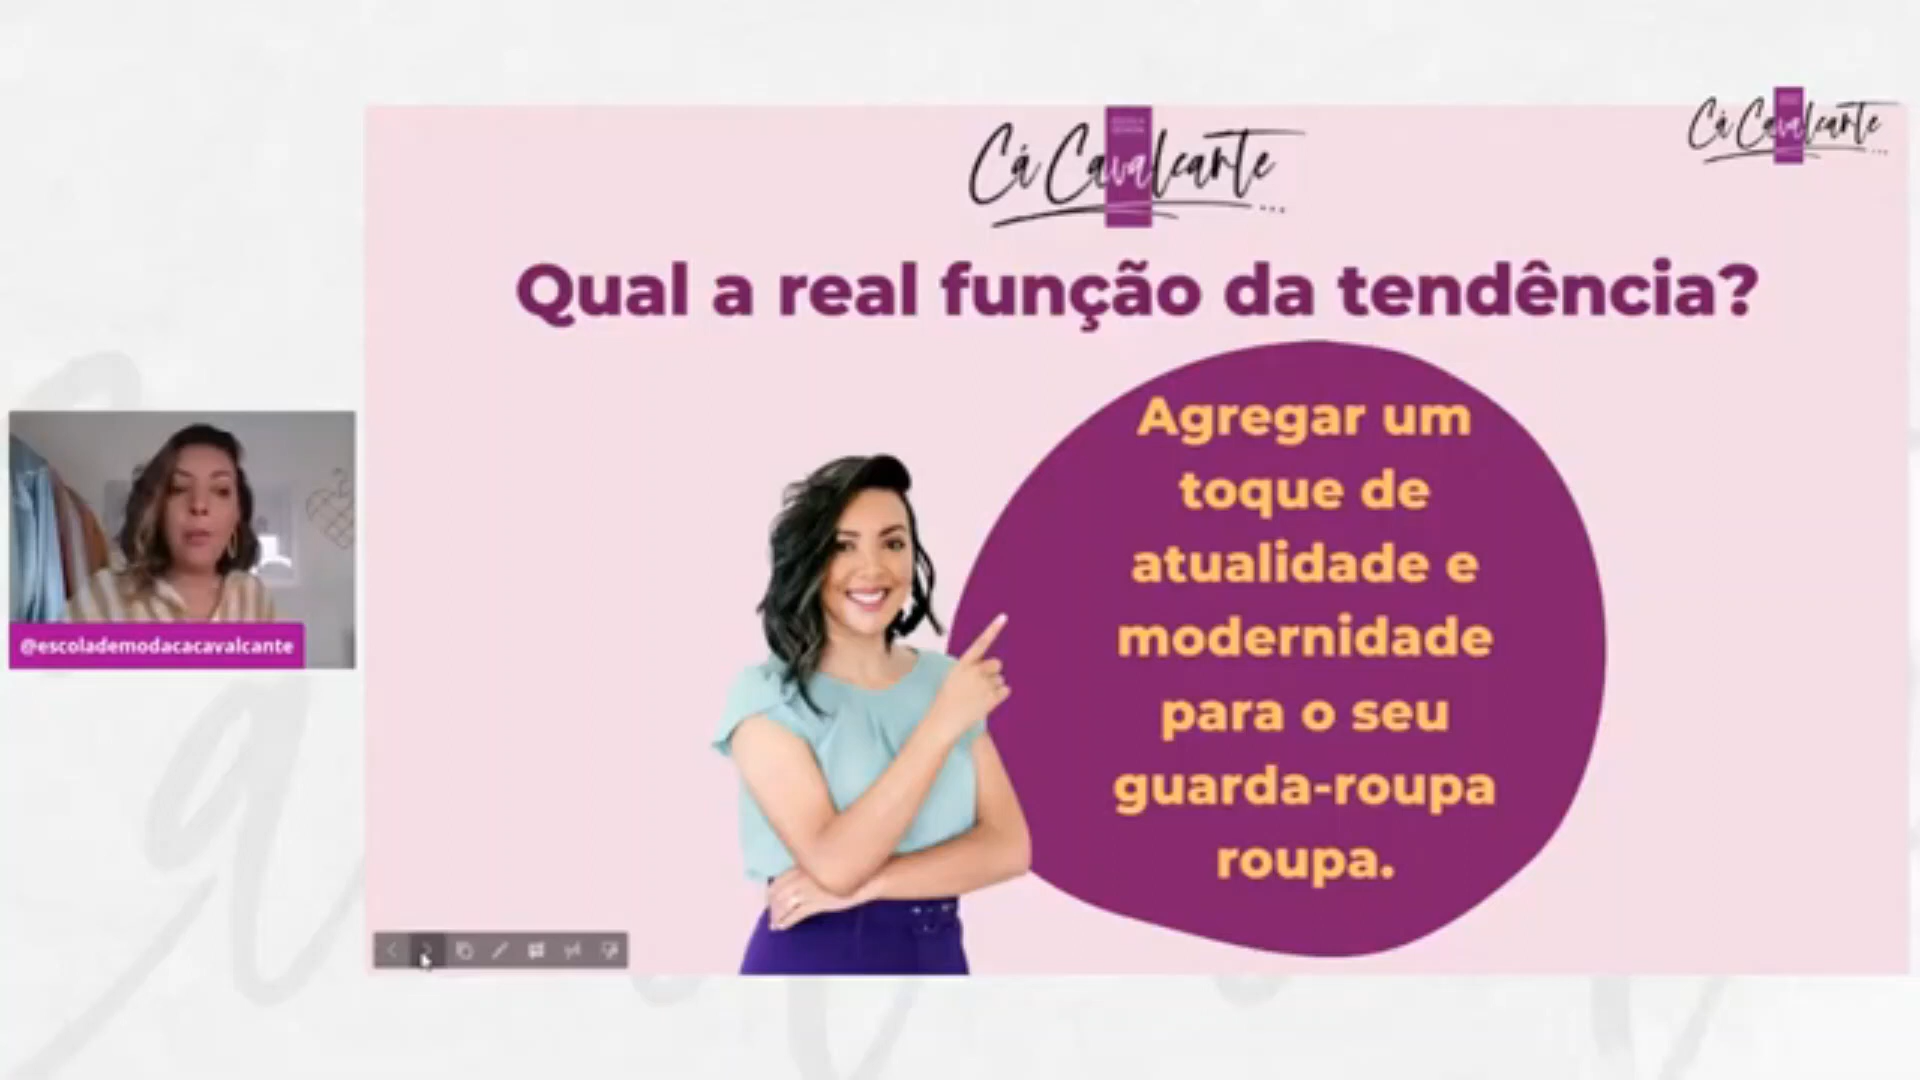 Cá Cavalcante
Cá Cavalcante
Qual a real função da tendência?
Agregar um
toque de
atualidade e
modernidade
para o seu
guarda-roupa
roupa.
@escolademodacacavalcante